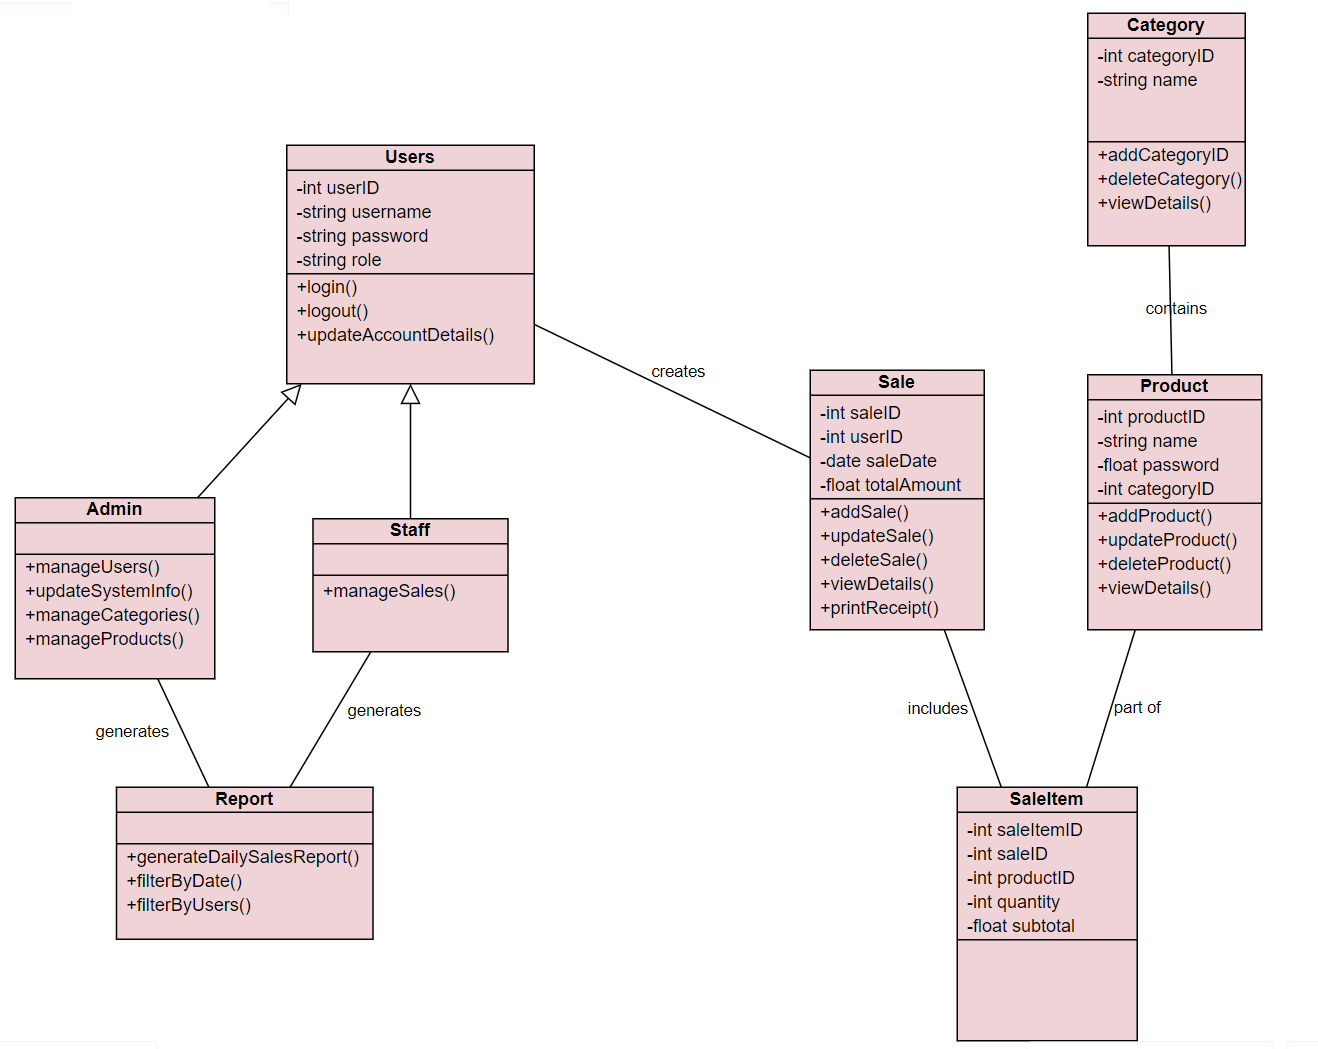 Category
-int categoryID
-string name
+addCategoryID
+deleteCategory()
+viewDetails()
Users
-int userID
-string username
-string password
-string role
+login()
+logout()
+updateAccountDetails()
contains
creates
Sale
-int saleID
-int userID
-date saleDate
-float totalAmount
+addSale()
+updateSale()
+deleteSale()
+viewDetails()
+printReceipt()
Product
-int productID
-string name
-float password
-int categoryID
+addProduct()
+updateProduct()
+deleteProduct()
+viewDetails()
Admin
+manageUsers()
+updateSystemInfo()
+manageCategories()
+manageProducts()
Staff
+manageSales()
generates
generates
includes
part of
Report
+generateDailySalesReport()
+filterByDate()
+filterByUsers()
SaleItem
-int saleItemID
-int saleID
-int productID
-int quantity
-float subtotal